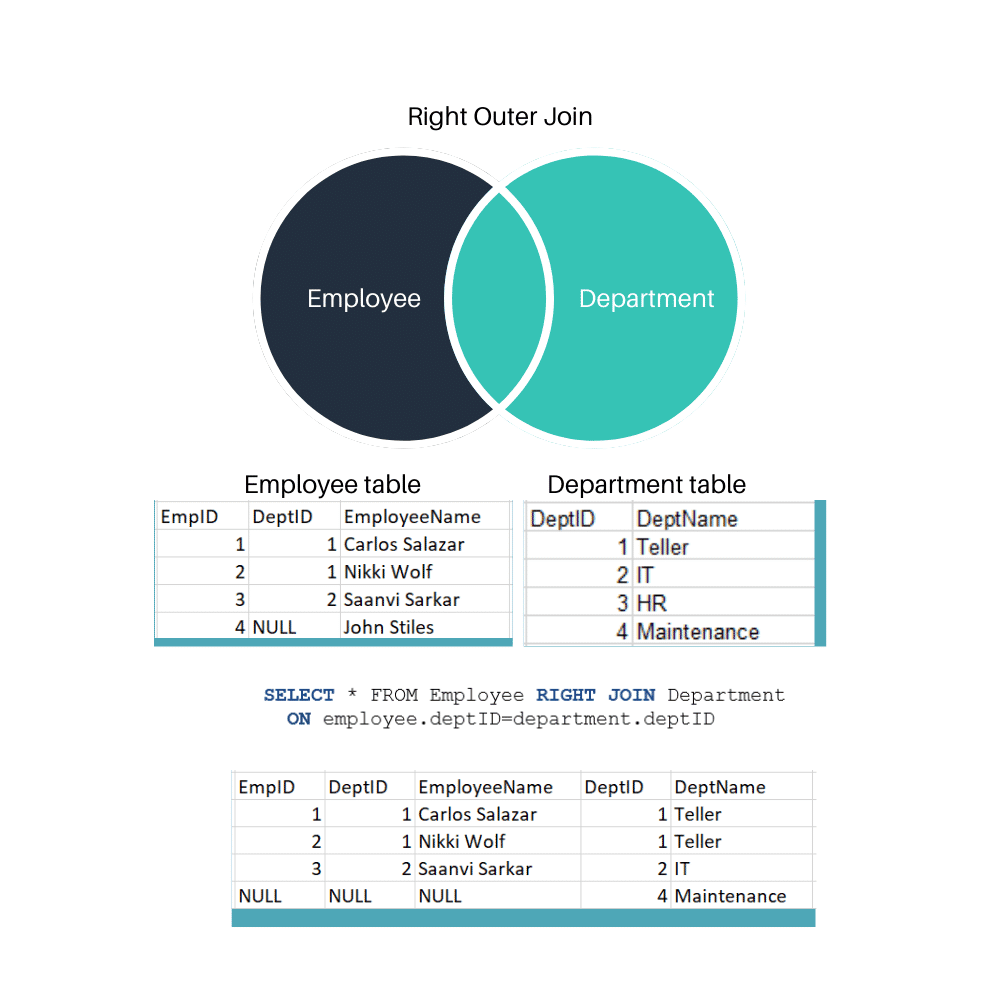 Right Outer Join
Employee Department
Employee table Department table
EmpID DeptID EmployeeName
1 1 Carlos Salazar
2 1 Nikki Wolf
3 2 Saanvi Sarkar
4 NULL John Stiles
DeptID DeptName
1 Teller
2 IT
3 HR
4 Maintenance
SELECT * FROM Employee RIGHT JOIN Department
ON employee.deptID=department.deptID
EmpID DeptID EmployeeName DeptID DeptName
1 1 Carlos Salazar 1 Teller
2 1 Nikki Wolf 1 Teller
3 2 Saanvi Sarkar 2 IT
NULL NULL NULL 4 Maintenance